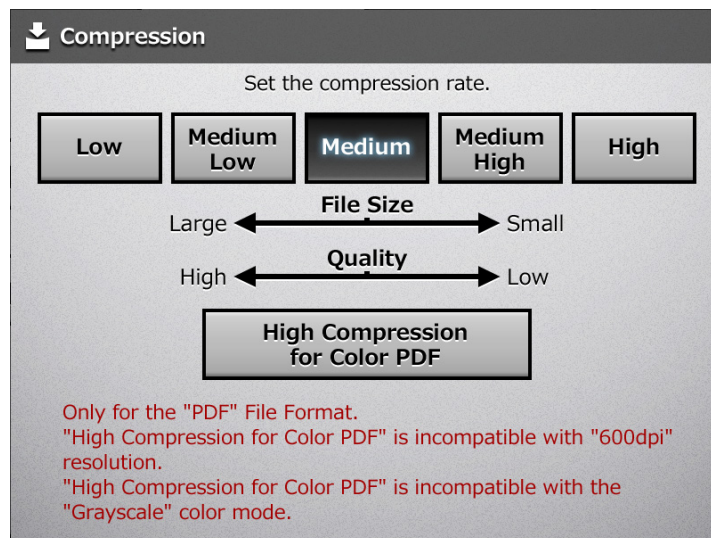 Compression
Set the compression rate.
Low
Medium
Low
Medium
Medium
High
High
File Size
Large
Small
Quality
High
Low
High Compression
for Color PDF
Only for the "PDF" File Format.
"High Compression for Color PDF" is incompatible with "600dpi"
resolution.
"High Compression for Color PDF" is incompatible with the
"Grayscale" color mode.